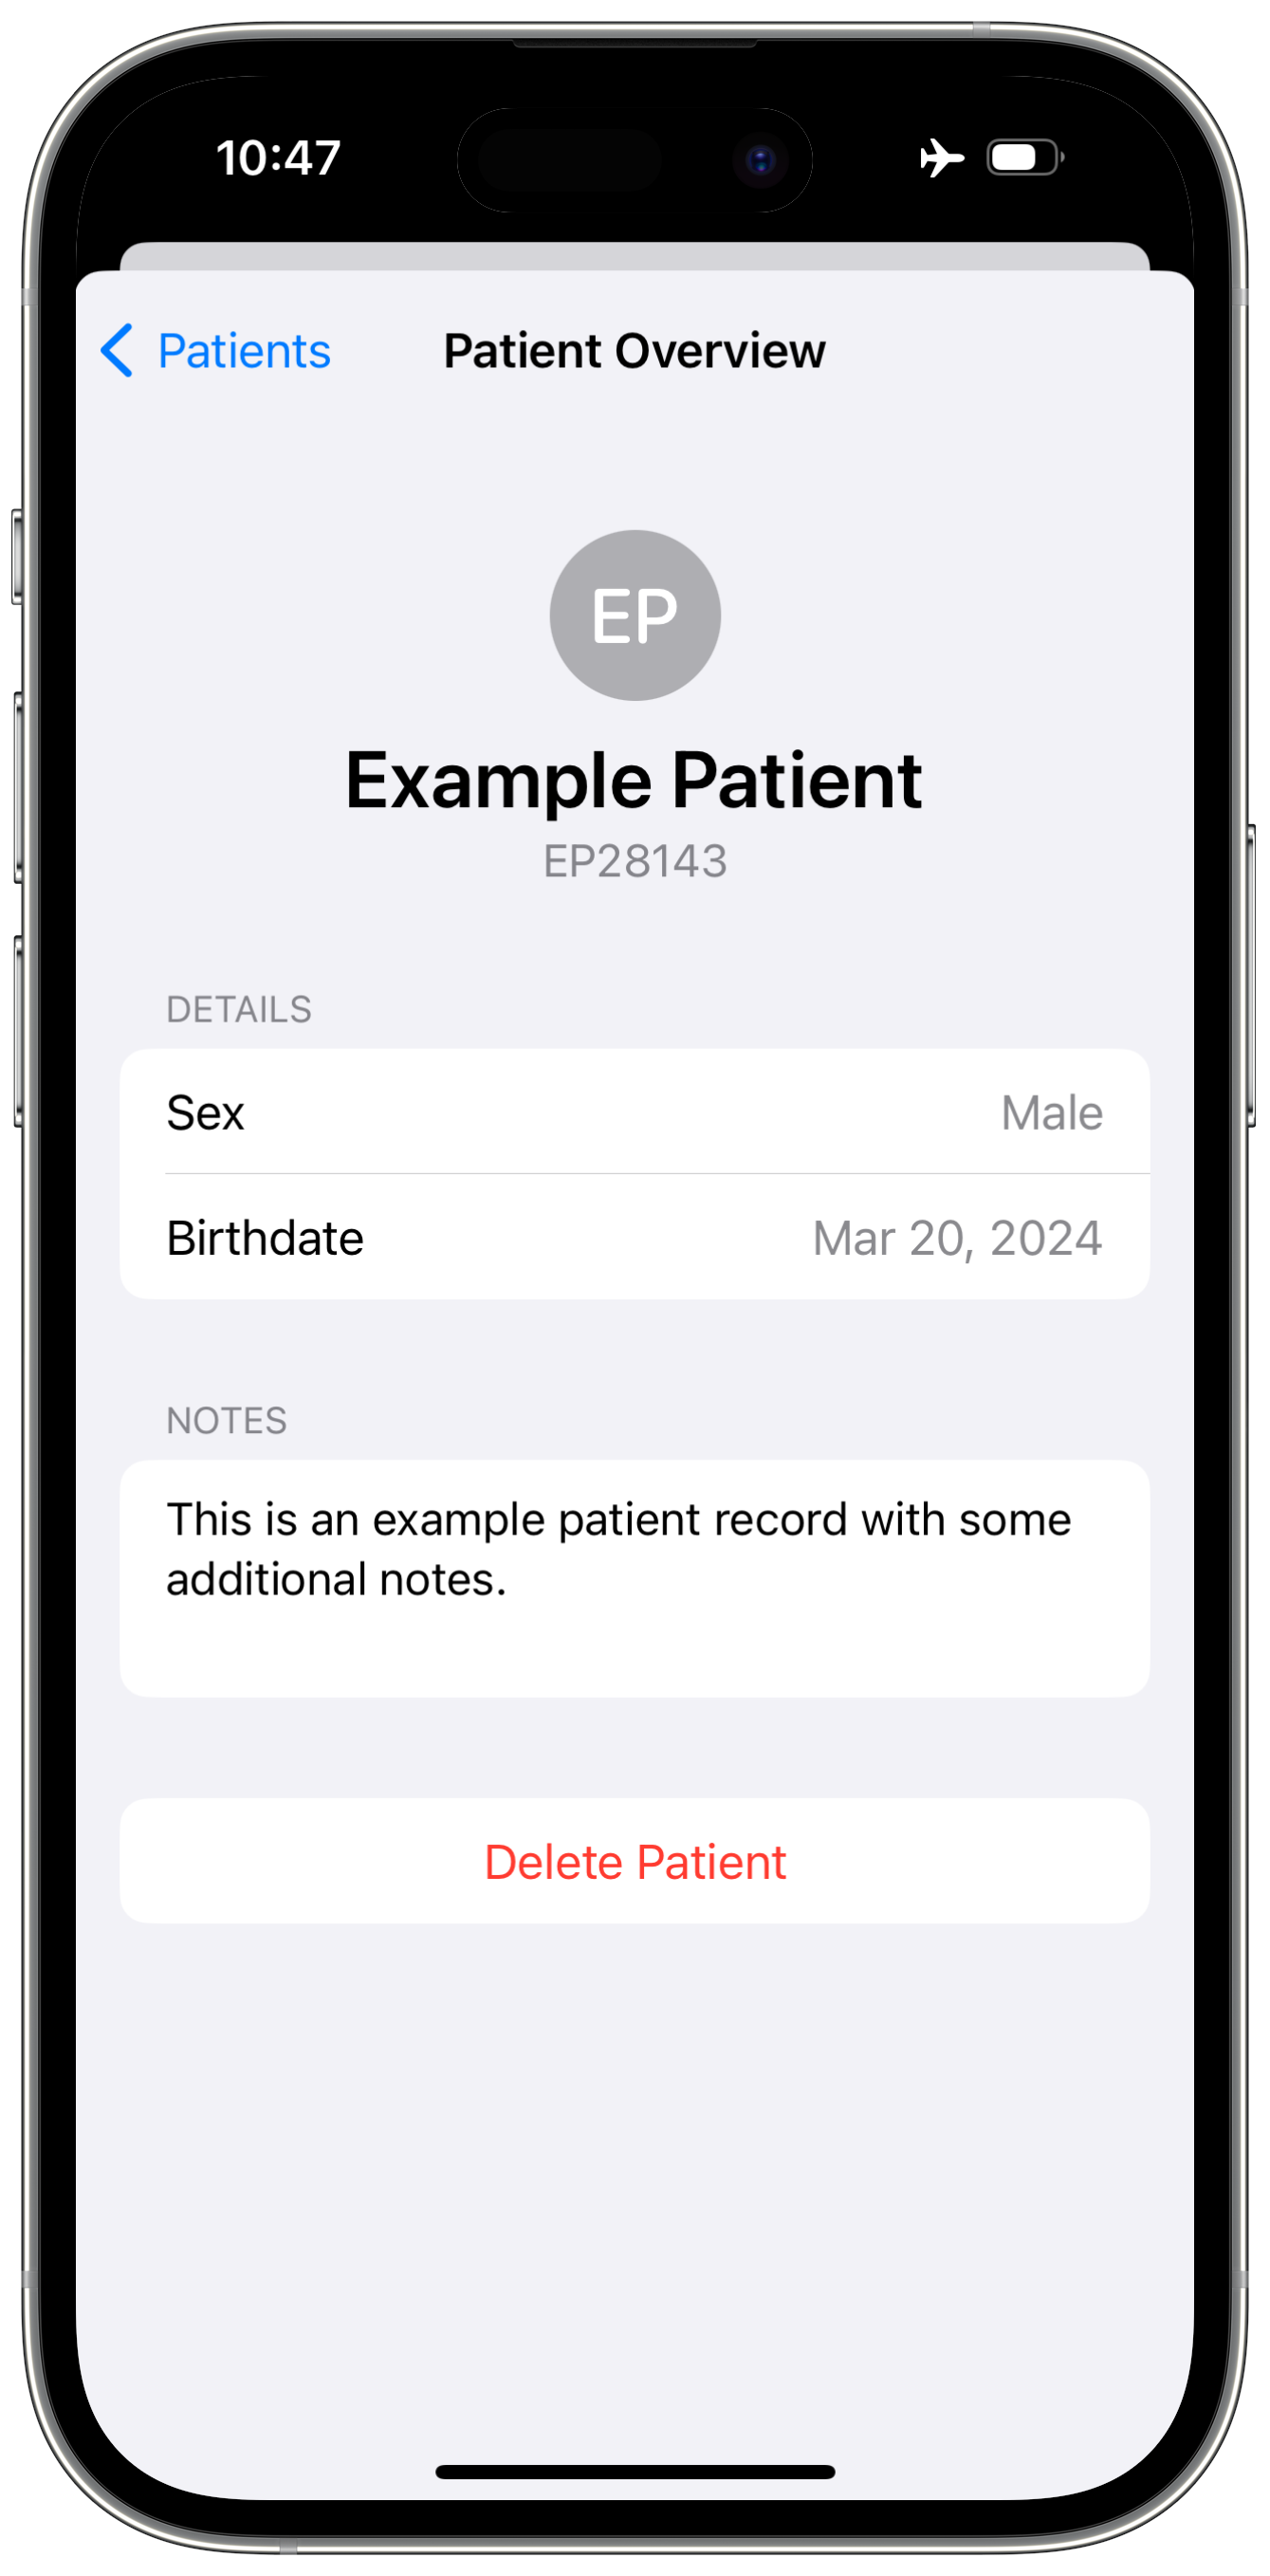 10:47
Patients
Patient Overview
EP
Example Patient
EP28143
DETAILS
Sex
Male
Birthdate
Mar 20, 2024
NOTES
This is an example patient record with some
additional notes.
Delete Patient